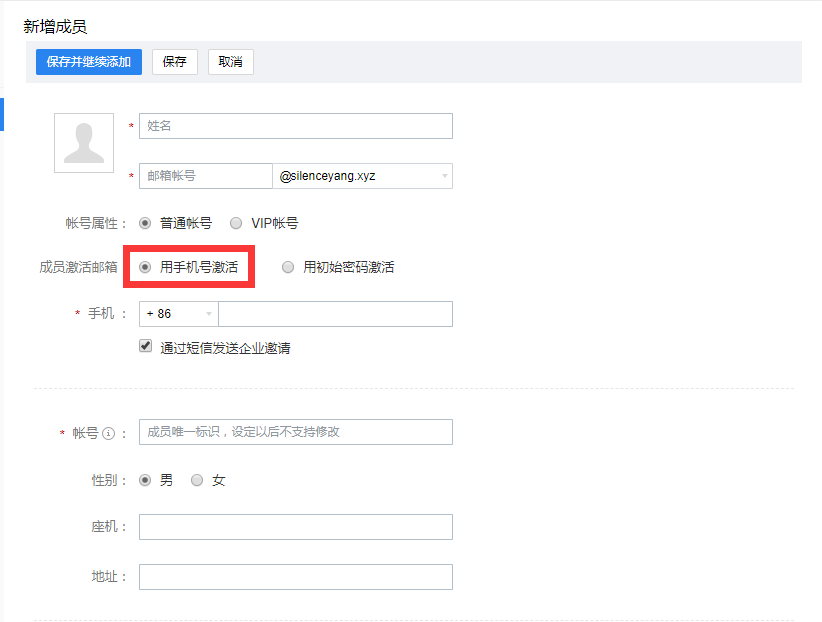 新增成员
保存并继续添加 保存 取消
* 姓名
* 邮箱帐号 @silenceyang.xyz
帐号属性： 普通帐号 VIP帐号
成员激活邮箱 用手机号激活 用初始密码激活
* 手机 ： + 86
通过短信发送企业邀请
* 帐号 ： 成员唯一标识，设定以后不支持修改
性别： 男 女
座机：
地址：